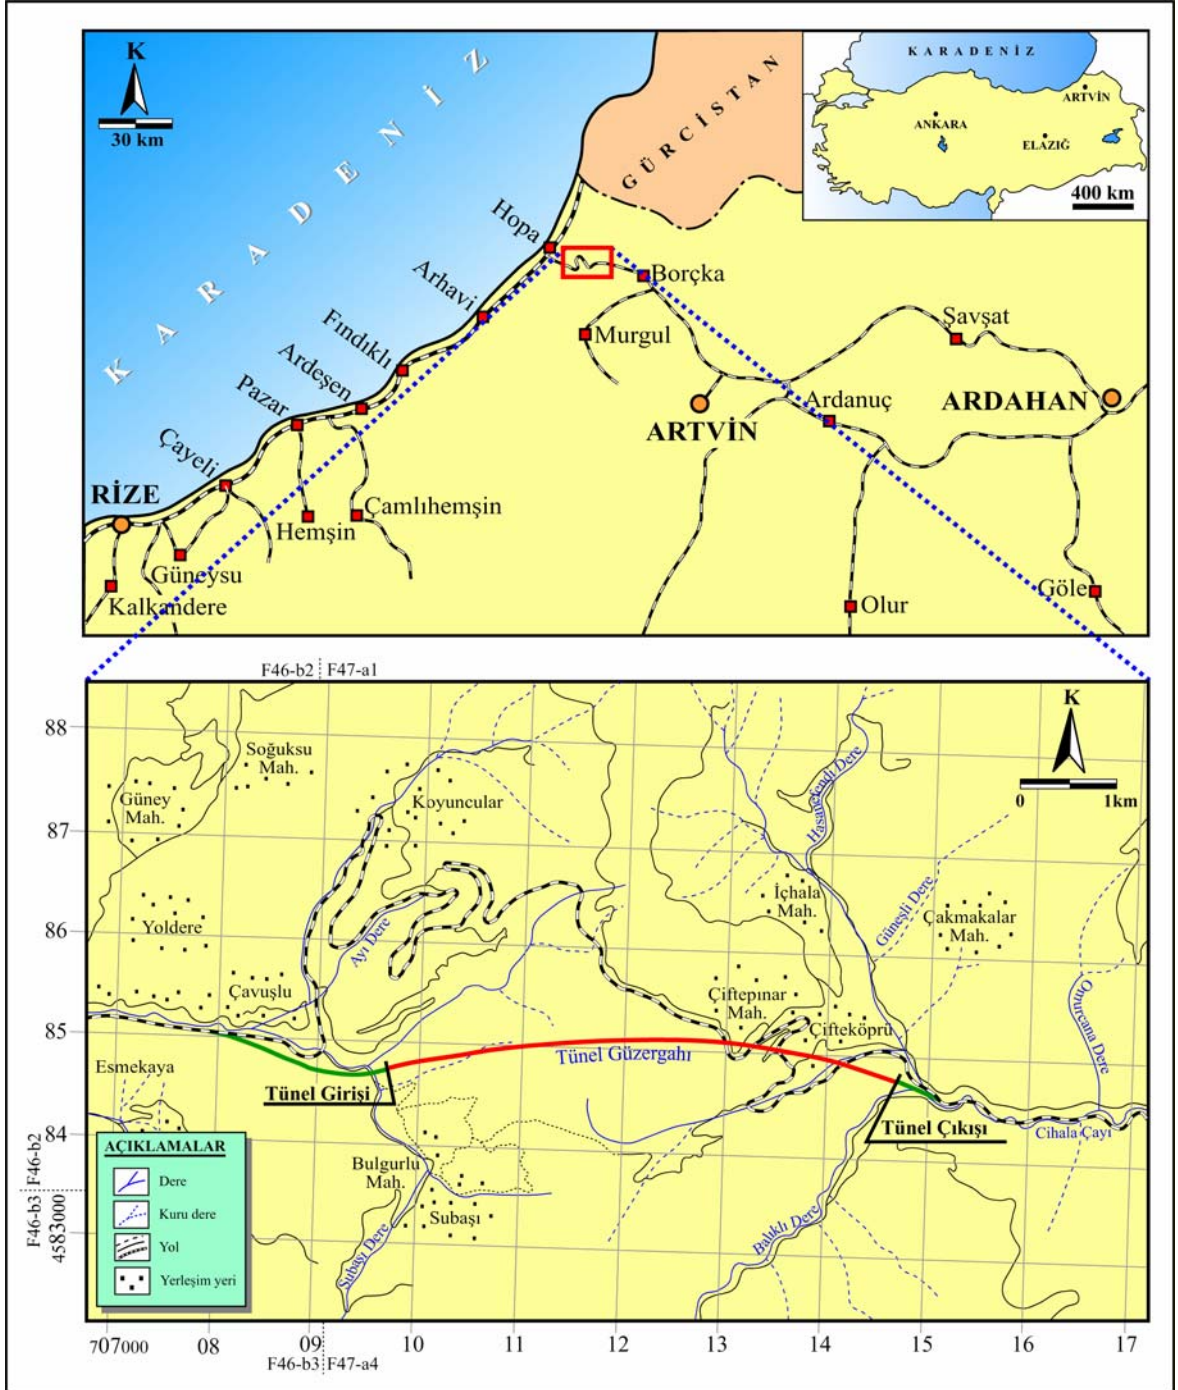 K
30 km
K A R A D E N İ Z
GÜRCİSTAN
KARADENİZ
ARTVİN
ANKARA
ELAZIĞ
400 km
Hopa
Borçka
Arhavi
Murgul
Şavşat
Fındıklı
Ardeşen
Pazar
Ardanuç
ARDAHAN
ARTVİN
Çayeli
RİZE
Çamlıhemşin
Hemşin
Güneysu
Kalkandere
Olur
Göle
F46-b2 F47-a1
K
0 1km
88
87
86
85
84
4583000
F46-b2
F46-b3
Soğuksu
Mah.
Güney
Mah.
Koyuncular
Hasanefendi Dere
İçhala
Mah.
Güneşli Dere
Çakmakalar
Mah.
Yoldere
Ayı Dere
Çavuşlu
Çiftepınar
Mah.
Çifteköprü
Omurcana Dere
Esmekaya
Tünel Güzergahı
Tünel Girişi
Tünel Çıkışı
Cihala Çayı
Bulgurlu
Mah.
Subaşı
Subaşı Dere
Balıklı Dere
AÇIKLAMALAR
Dere
Kuru dere
Yol
Yerleşim yeri
707000 08 09 10 11 12 13 14 15 16 17
F46-b3 F47-a4